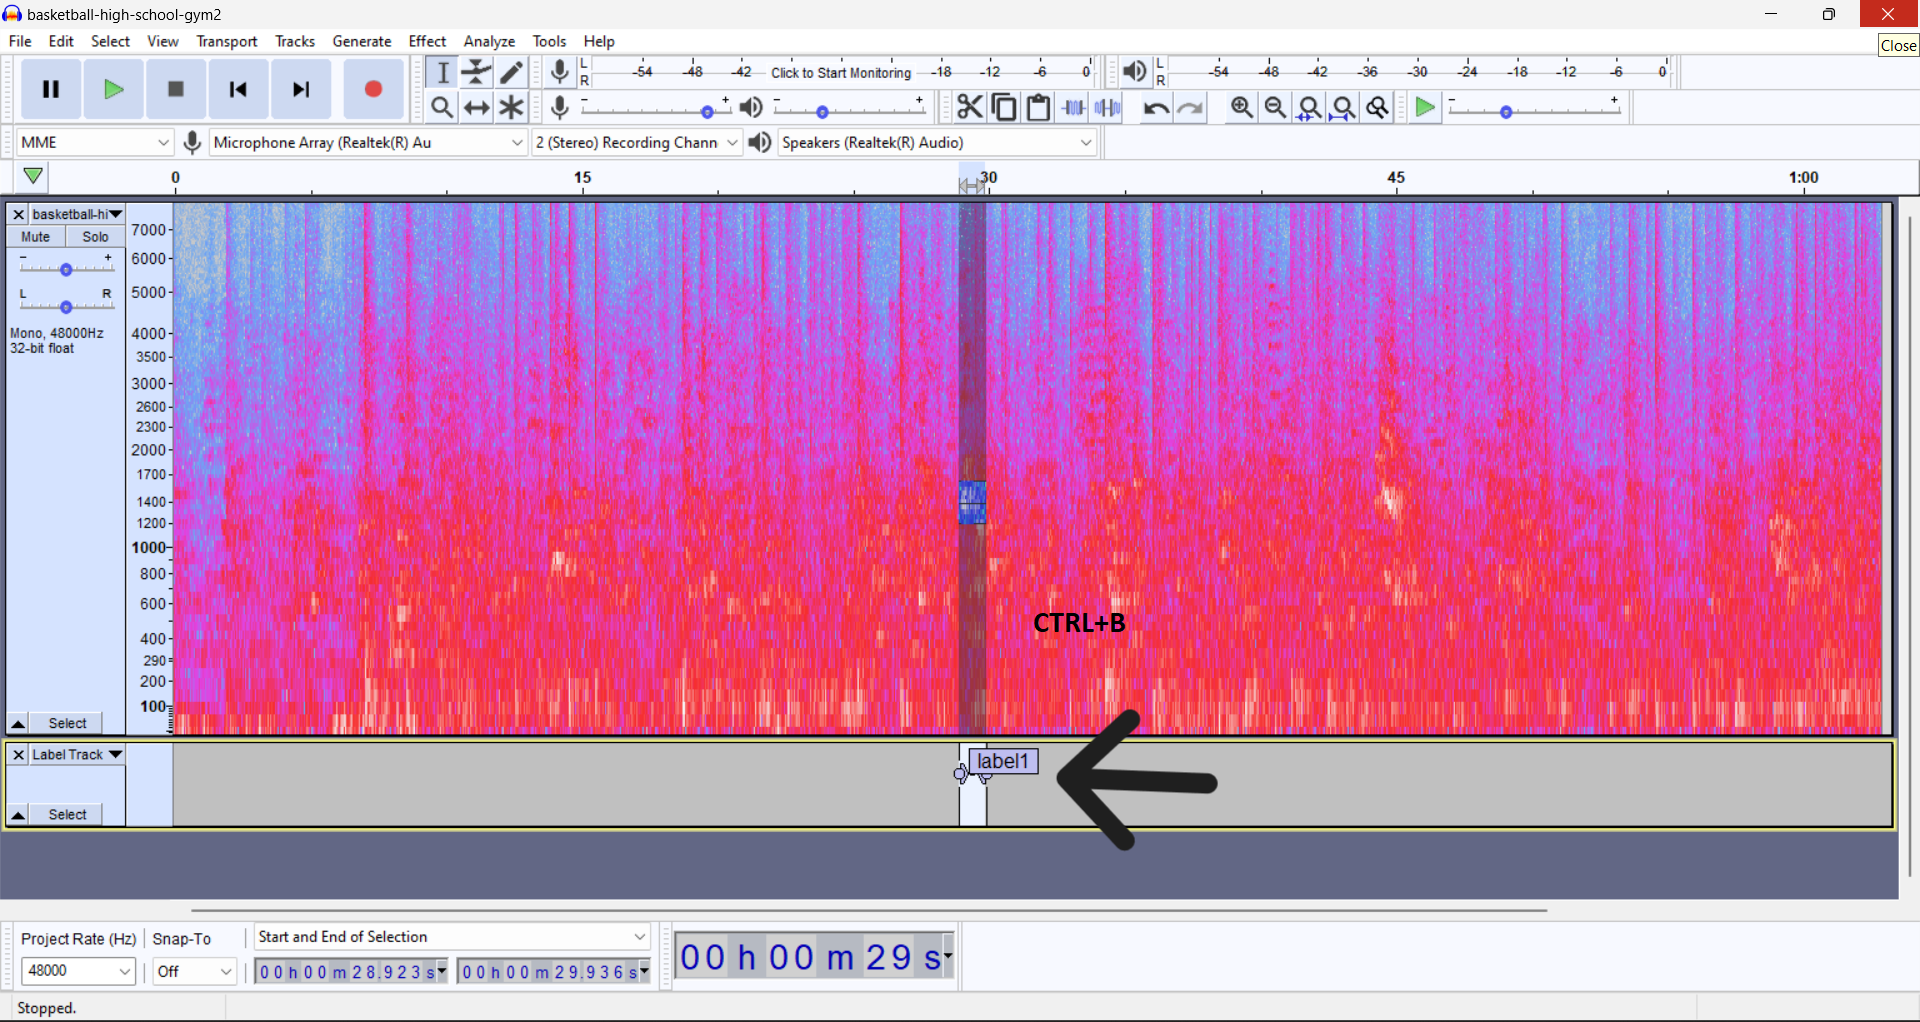 basketball-high-school-gym2
File Edit Select View Transport Tracks Generate Effect Analyze Tools Help
Close
L
R
-54 -48 -42 Click to Start Monitoring -18 -12 -6 0
L
R
-54 -48 -42 -36 -30 -24 -18 -12 -6 0
- + - + - +
MME Microphone Array (Realtek(R) Au 2 (Stereo) Recording Chann Speakers (Realtek(R) Audio)
0 15 30 45 1:00
basketball-hi
Mute Solo
- +
L R
Mono, 48000Hz
32-bit float
Select
7000
6000
5000
4000
3500
3000
2600
2300
2000
1700
1400
1200
1000
800
600
400
290
200
100
CTRL+B
Label Track
label1
Select
Project Rate (Hz) Snap-To Start and End of Selection
48000 Off 00 h 00 m 28.923 s 00 h 00 m 29.936 s
00 h 00 m 29 s
Stopped.